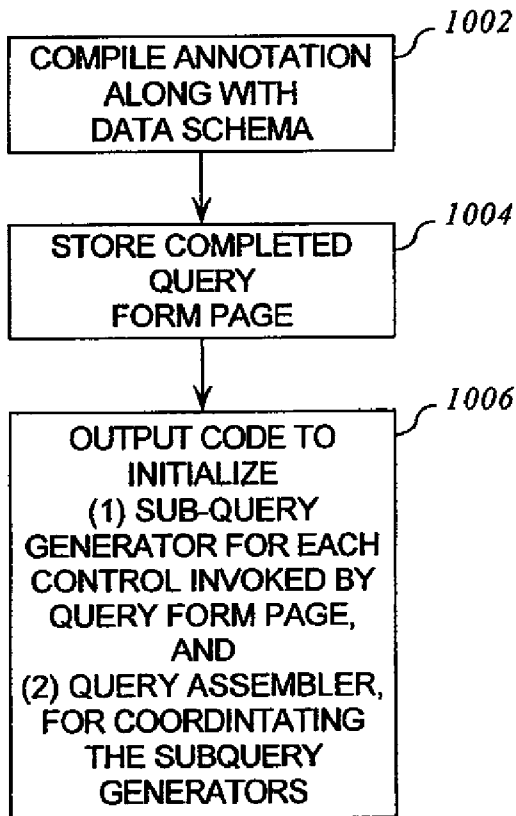 1002
COMPILE ANNOTATION
ALONG WITH
DATA SCHEMA
1004
STORE COMPLETED
QUERY
FORM PAGE
1006
OUTPUT CODE TO
INITIALIZE
(1) SUB-QUERY
GENERATOR FOR EACH
CONTROL INVOKED BY
QUERY FORM PAGE,
AND
(2) QUERY ASSEMBLER,
FOR COORDINTATING
THE SUBQUERY
GENERATORS